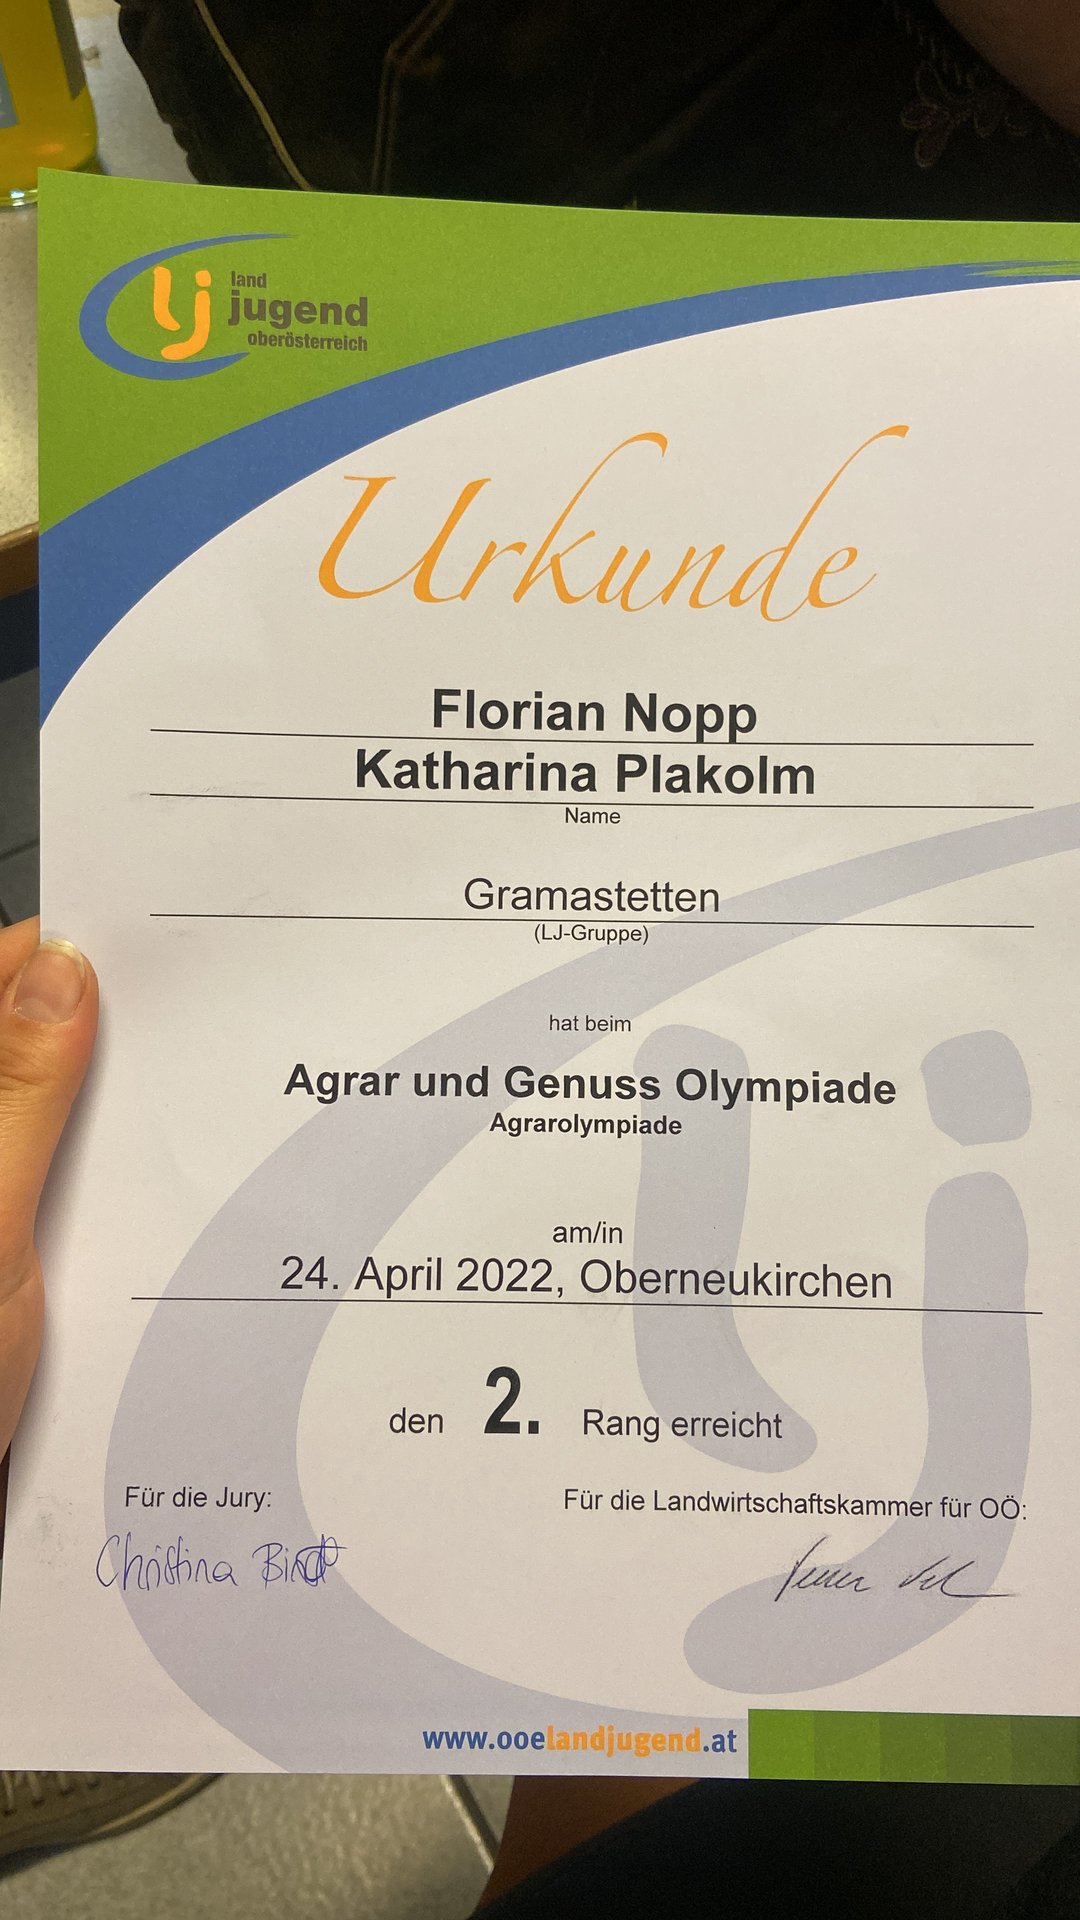 land
jugend
oberösterreich
Urkunde
Florian Nopp
Katharina Plakolm
Name
Gramastetten
(LJ-Gruppe)
hat beim
Agrar und Genuss Olympiade
Agrarolympiade
am/in
24. April 2022, Oberneukirchen
den 2. Rang erreicht
Für die Jury: Für die Landwirtschaftskammer für OÖ:
Christina
www.ooelandjugend.at